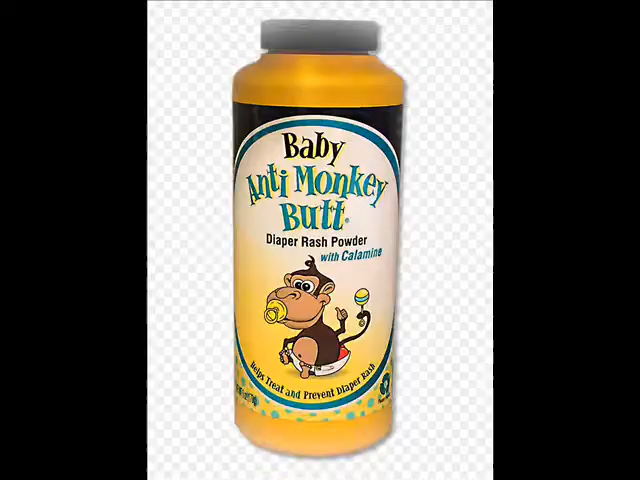 Baby
Anti Monkey
Butt®
Diaper Rash Powder
with Calamine
Helps Treat and Prevent Diaper Rash